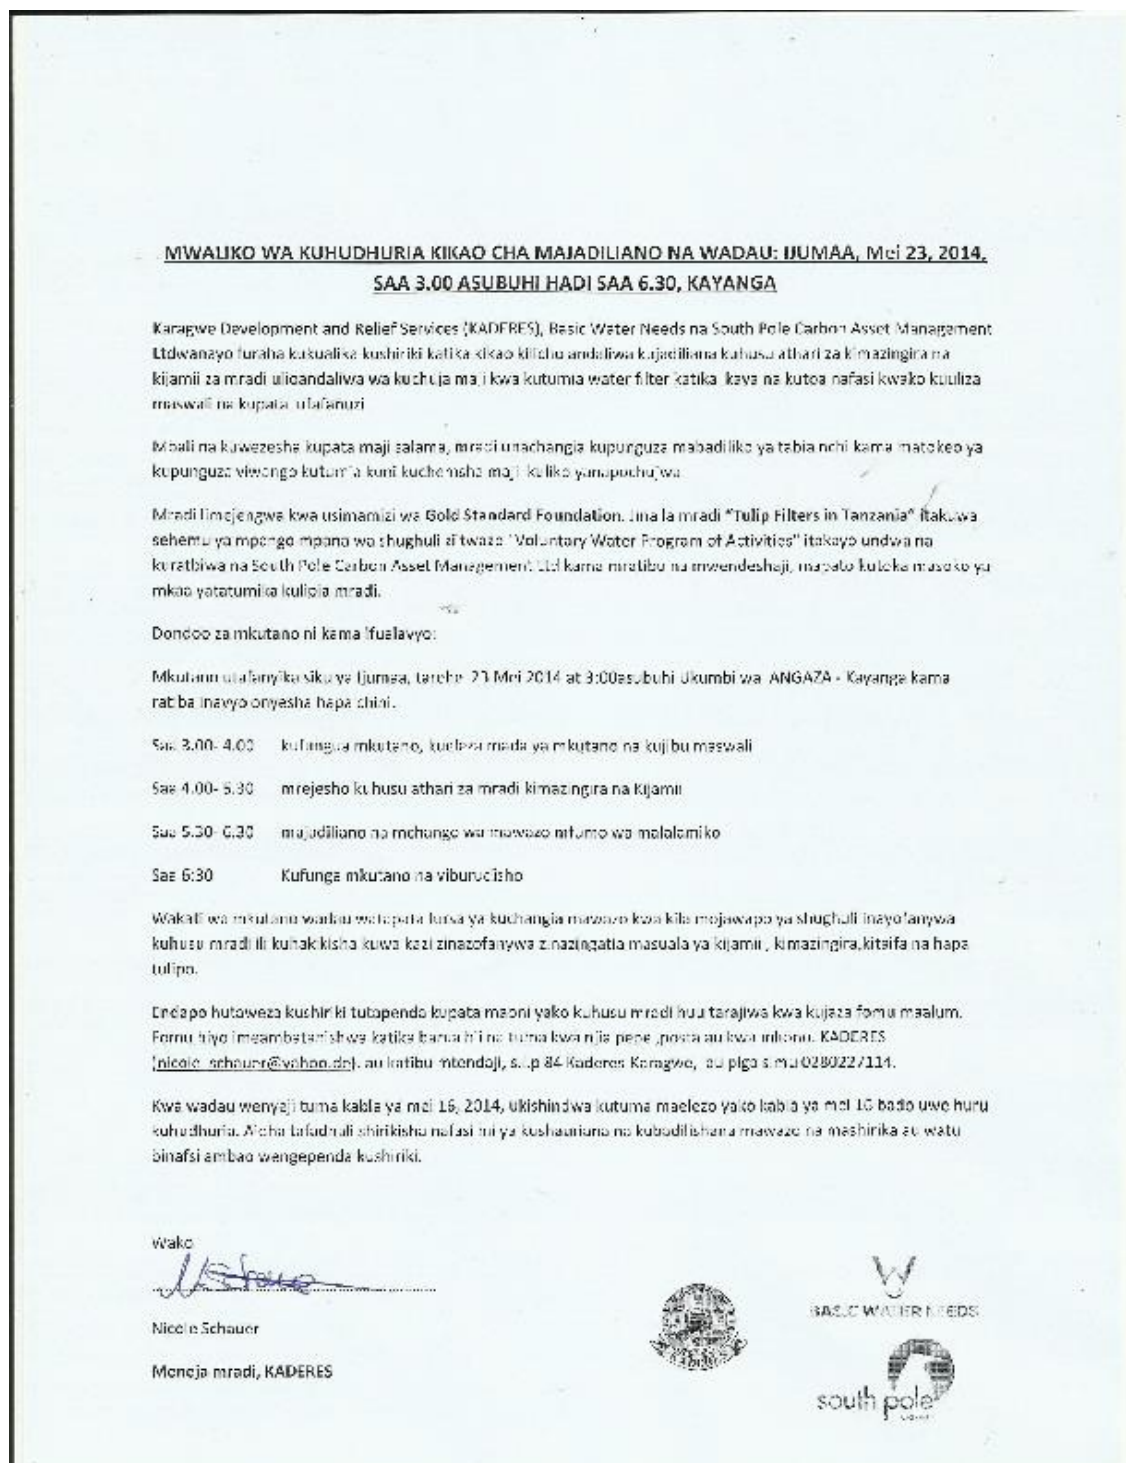 MWALIKO WA KUHUDHURIA KIKAO CHA MAJADILIANO NA WADAU: IJUMAA, Mei 23, 2014,
SAA 3.00 ASUBUHI HADI SAA 6.30, KAYANGA
Karagwe Development and Relief Services (KADERES), Basic Water Needs na South Pole Carbon Asset Management
Ltdwanayo furaha kukualika kushiriki katika kikao kilicho andaliwa kujadiliana kuhusu athari za kimazingira na
kijamii za mradi ulioandaliwa wa kuchuja maji kwa kutumia water filter katika kaya na kutoa nafasi kwako kuuliza
maswali na kupata ufafanuzi
Mbali na kuwezesha kupata maji salama, mradi unachangia kupunguza mabadiliko ya tabia nchi kama matokeo ya
kupunguza viwango kutumia kuni kuchemsha maji kuliko yanapochujwa.
Mradi limejengwa kwa usimamizi wa Gold Standard Foundation. Jina la mradi "Tulip Filters in Tanzania" itakuwa
sehemu ya mpango mpana wa shughuli zitwazo "Voluntary Water Program of Activities" itakayo undwa na
kuratibiwa na South Pole Carbon Asset Management Ltd kama mratibu na mwendeshaji, mapato kutoka masoko ya
mkaa yatatumika kulipia mradi.
Dondoo za mkutano ni kama ifualavyo:
Mkutano utafanyika siku ya Ijumaa, tarehe 23 Mei 2014 at 3:00asubuhi Ukumbi wa ANGAZA - Kayanga kama
ratiba inavyo onyesha hapa chini.
Saa 3.00- 4.00 kufungua mkutano, kueleza mada ya mkutano na kujibu maswali
Saa 4.00- 5.30 mrejesho kuhusu athari za mradi kimazingira na Kijamii
Saa 5.30- 6.30 majadiliano na mchango wa mawazo mfumo wa malalamiko
Saa 6:30 Kufunga mkutano na viburudisho
Wakati wa mkutano wadau watapata fursa ya kuchangia mawazo kwa kila mojawapo ya shughuli inayofanywa
kuhusu mradi ili kuhakikisha kuwa kazi zinazofanywa zinazingatia masuala ya kijamii , kimazingira,kitaifa na hapa
tulipo.
Endapo hutaweza kushiriki tutapenda kupata maoni yako kuhusu mradi huu tarajiwa kwa kujaza fomu maalum.
Fomu hiyo imeambatanishwa katika barua hii na tuma kwa njia pepe ,posta au kwa mkono. KADERES
(nicole_schauer@yahoo.de). au kratibu mtendaji, s.l.p 84 Kaderes Karagwe, au piga simu 0280227114.
Kwa wadau wenyeji tuma kabla ya mei 16, 2014, ukishindwa kutuma maelezo yako kabla ya mei 16 bado uwe huru
kuhudhuria. Aidha tafadhali shirikisha nafasi hii ya kushauriana na kubadilishana mawazo na mashirika au watu
binafsi ambao wengependa kushiriki.
Wako
Nicole Schauer
Meneja mradi, KADERES
KADERES
BASIC WATER NEEDS
south pole